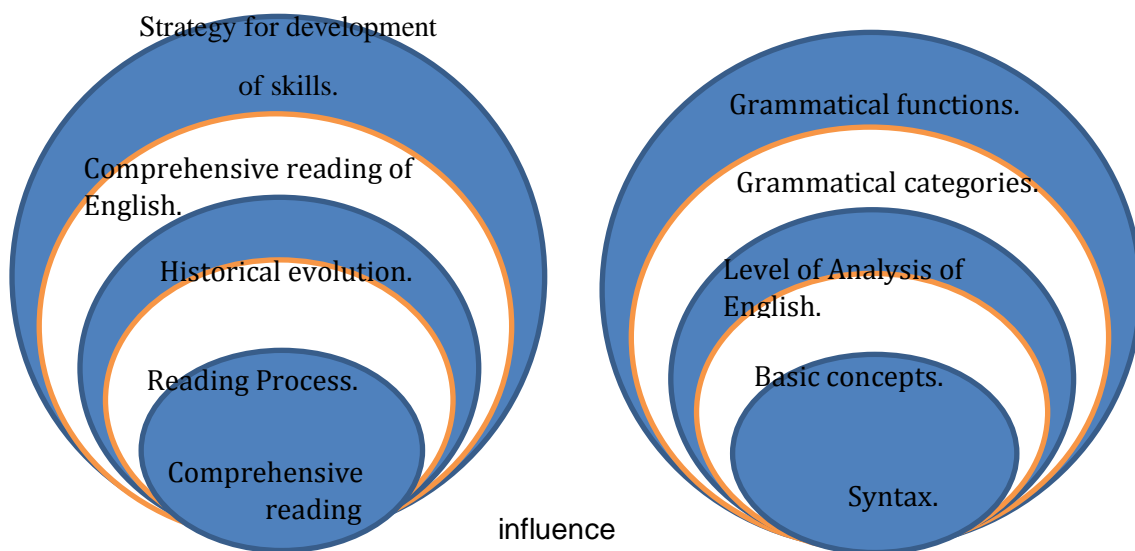 Strategy for development
of skills.
Comprehensive reading of
English.
Historical evolution.
Reading Process.
Comprehensive
reading
influence
Grammatical functions.
Grammatical categories.
Level of Analysis of
English.
Basic concepts.
Syntax.